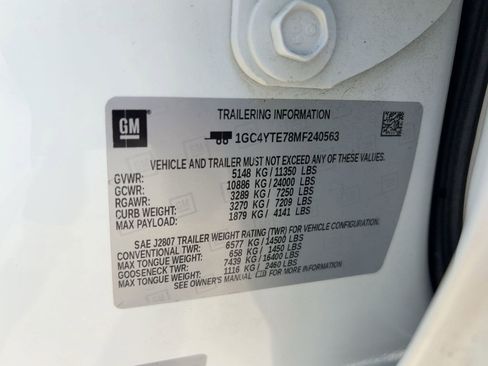 GM
TRAILERING INFORMATION
1GC4YTE78MF240563
VEHICLE AND TRAILER MUST NOT EXCEED ANY OF THESE VALUES.
GVWR: 5148 KG/11350 LBS
GCWR: 10886 KG/24000 LBS
RGAWR: 3289 KG/7250 LBS
CURB WEIGHT: 3270 KG/7209 LBS
MAX PAYLOAD: 1879 KG/4141 LBS
SAE J2807 TRAILER WEIGHT RATING (TWR) FOR VEHICLE CONFIGURATION.
CONVENTIONAL TWR: 6577 KG/14500 LBS
MAX TONGUE WEIGHT: 658 KG/1450 LBS
GOOSENECK TWR: 7439 KG/16400 LBS
MAX TONGUE WEIGHT: 1116 KG/2460 LBS
SEE OWNER'S MANUAL FOR MORE INFORMATION